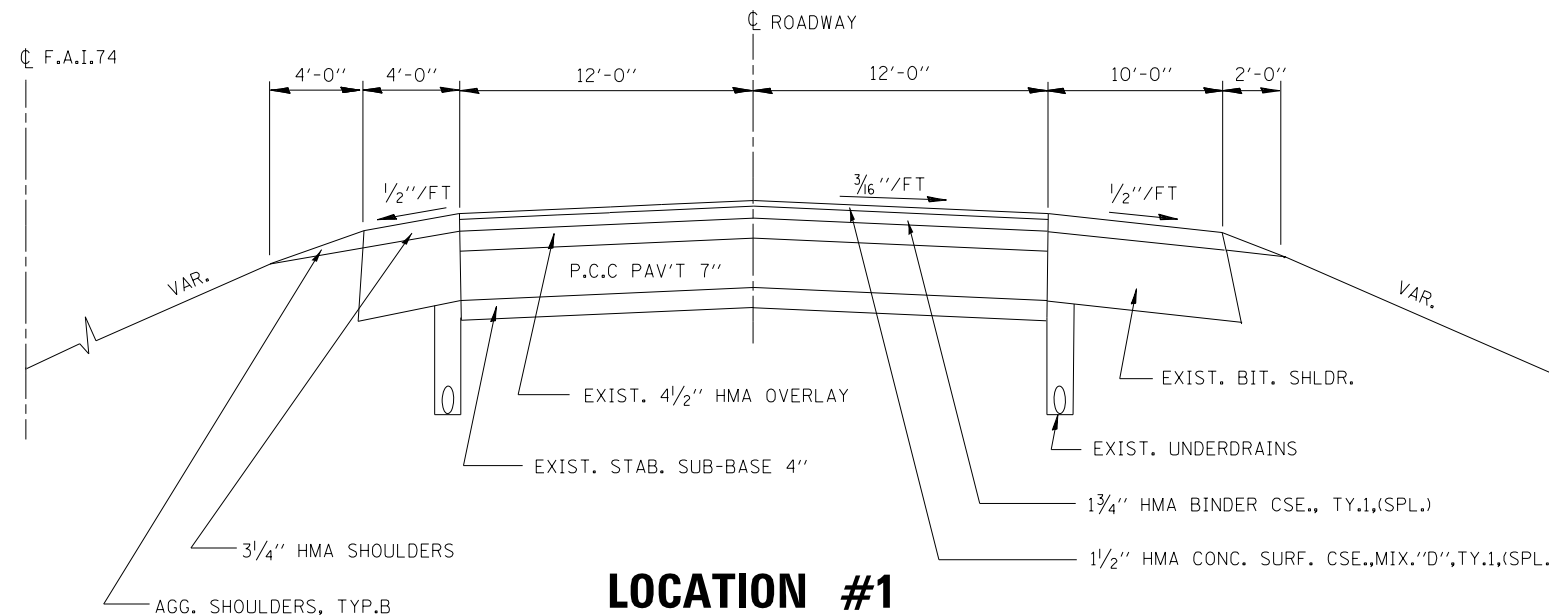 ℄ ROADWAY
℄ F.A.I.74
4'-0'' 4'-0'' 12'-0'' 12'-0'' 10'-0'' 2'-0''
1/2''/FT 3/16''/FT 1/2''/FT
VAR. P.C.C PAV'T 7'' VAR.
EXIST. BIT. SHLDR.
EXIST. 4 1/2'' HMA OVERLAY
EXIST. UNDERDRAINS
EXIST. STAB. SUB-BASE 4''
1 3/4'' HMA BINDER CSE., TY.1,(SPL.)
3 1/4'' HMA SHOULDERS
1 1/2'' HMA CONC. SURF. CSE.,MIX.''D'',TY.1,(SPL.
LOCATION #1
AGG. SHOULDERS, TYP.B